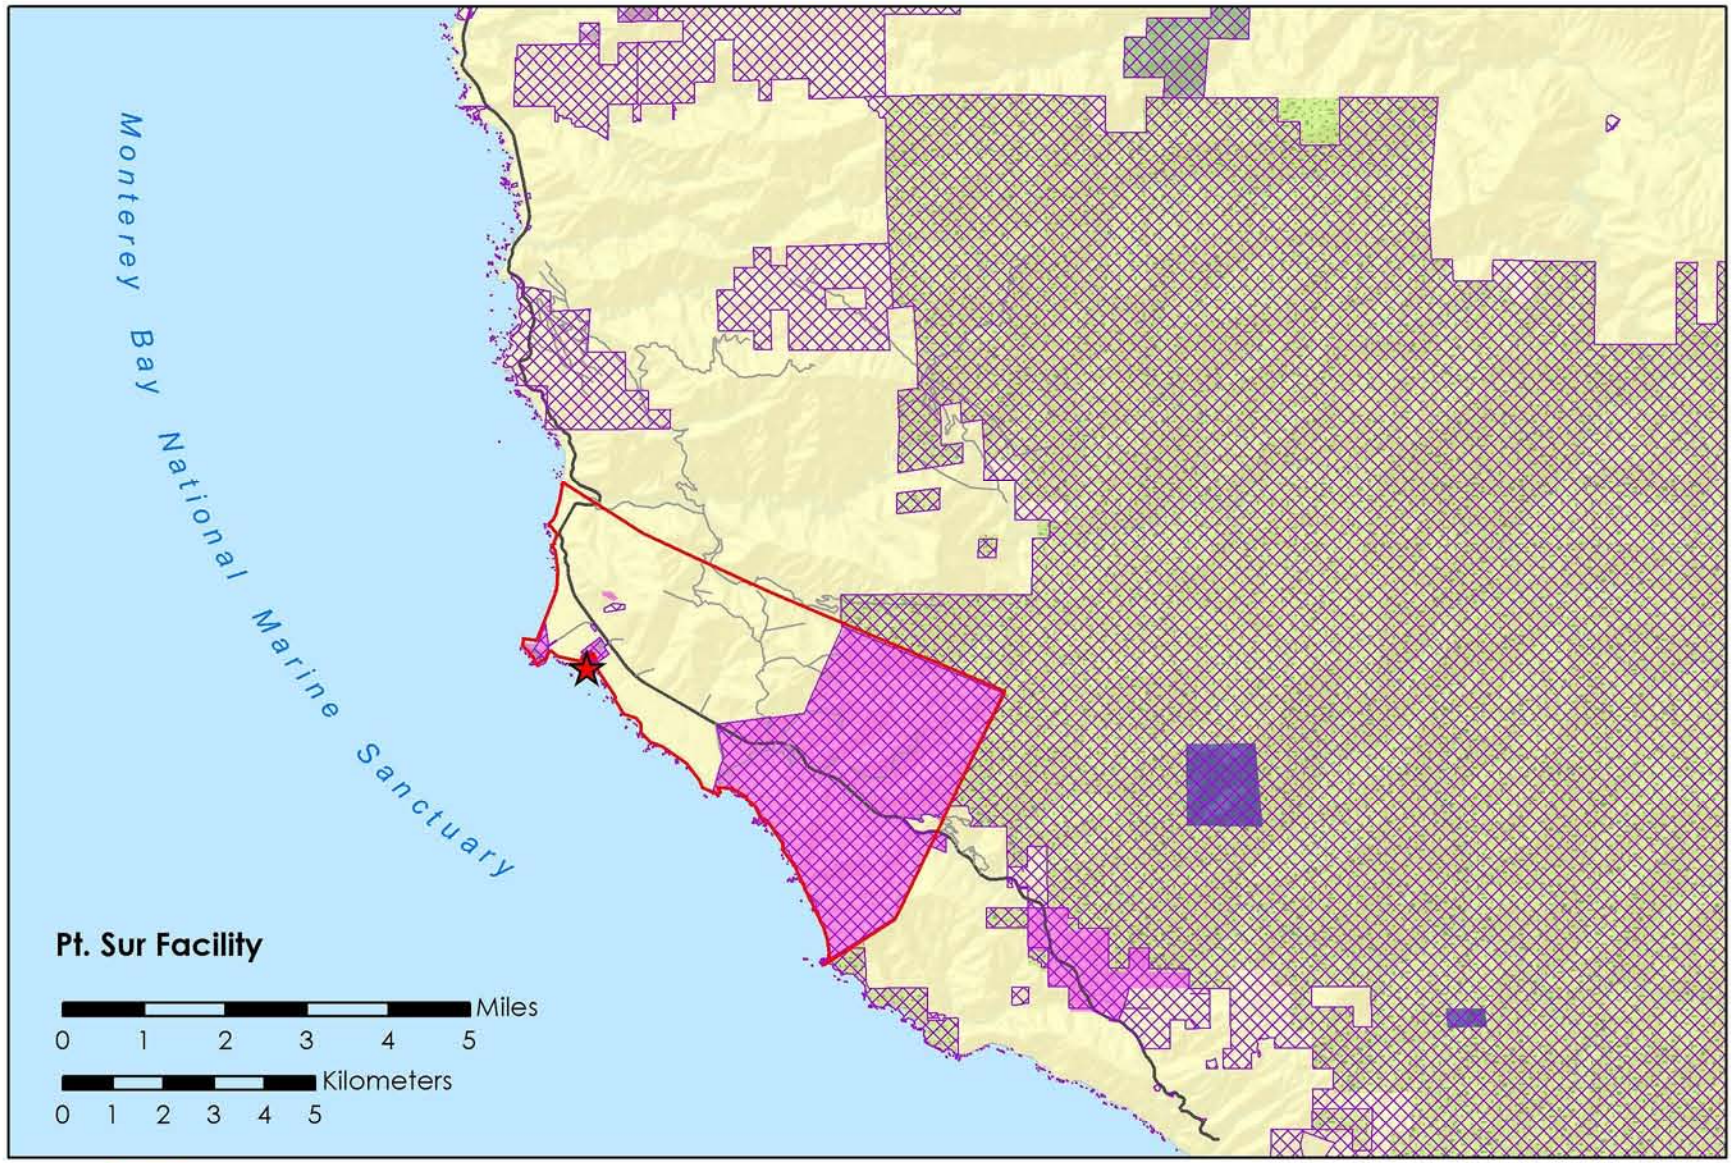 Monterey Bay National Marine Sanctuary
Pt. Sur Facility
Miles
0 1 2 3 4 5
Kilometers
0 1 2 3 4 5